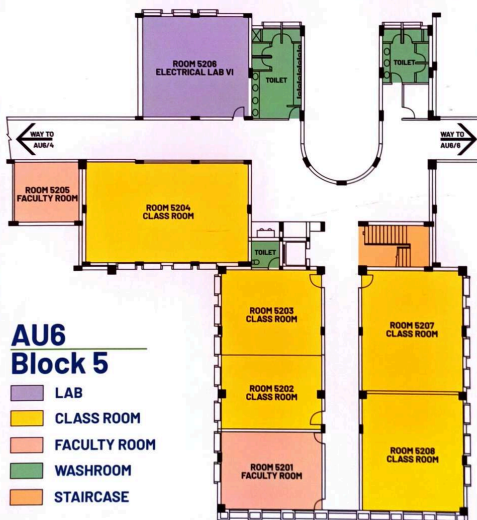 ROOM 5206
ELECTRICAL LAB VI
TOILET
TOILET
WAY TO
AU6/4
WAY TO
AU6/6
ROOM 5205
FACULTY ROOM
ROOM 5204
CLASS ROOM
TOILET
ROOM 5203
CLASS ROOM
ROOM 5207
CLASS ROOM
ROOM 5202
CLASS ROOM
ROOM 5201
FACULTY ROOM
ROOM 5208
CLASS ROOM
AU6
Block 5
LAB
CLASS ROOM
FACULTY ROOM
WASHROOM
STAIRCASE